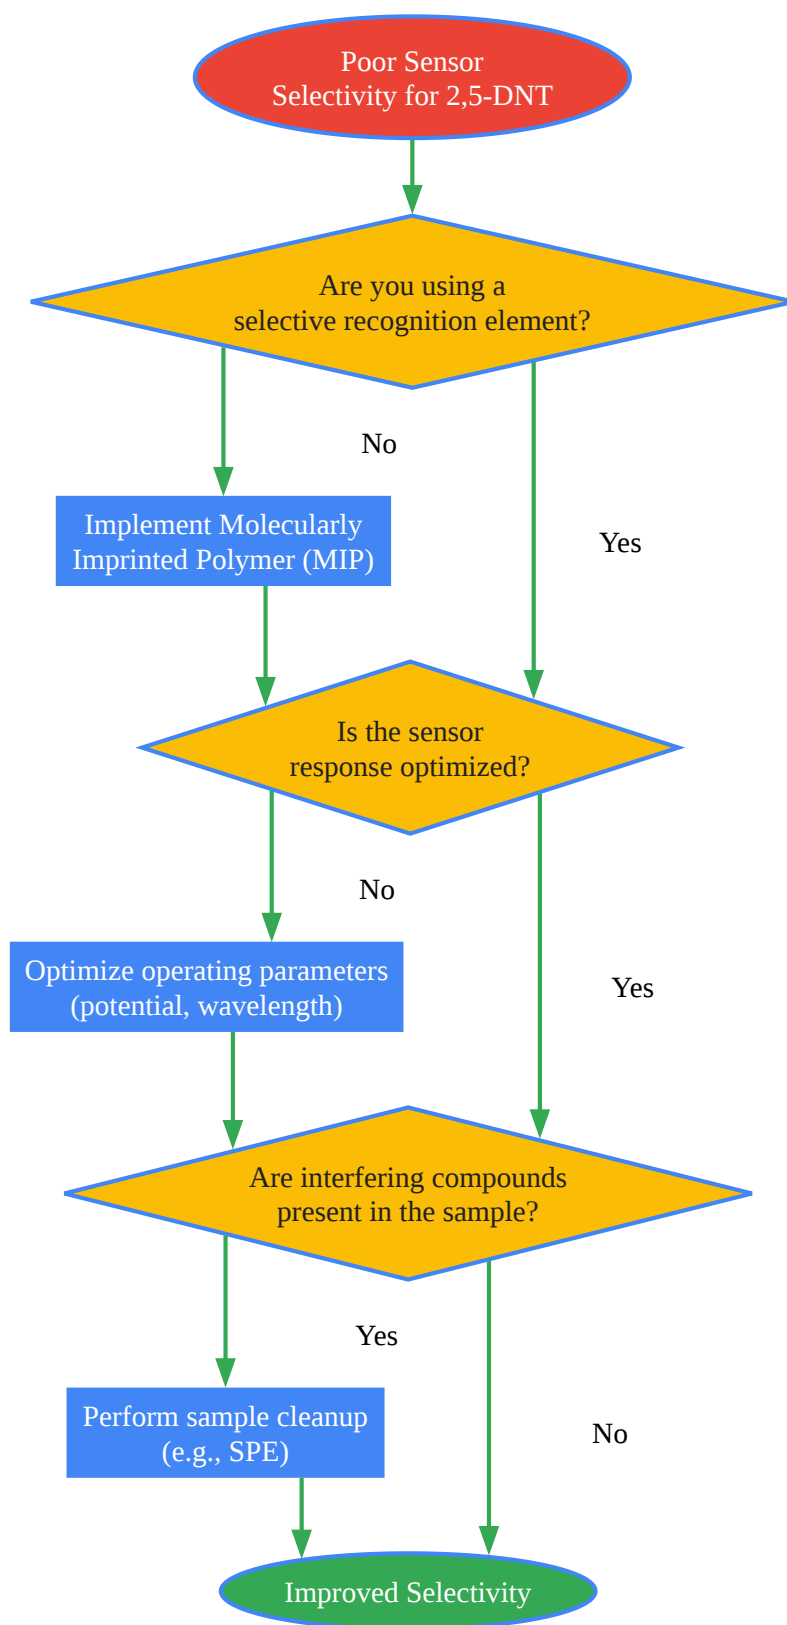 Poor Sensor
Selectivity for 2,5-DNT
Are you using a
selective recognition element?
No
Implement Molecularly
Imprinted Polymer (MIP)
Yes
Is the sensor
response optimized?
No
Optimize operating parameters
(potential, wavelength)
Yes
Are interfering compounds
present in the sample?
Yes
Perform sample cleanup
(e.g., SPE)
No
Improved Selectivity